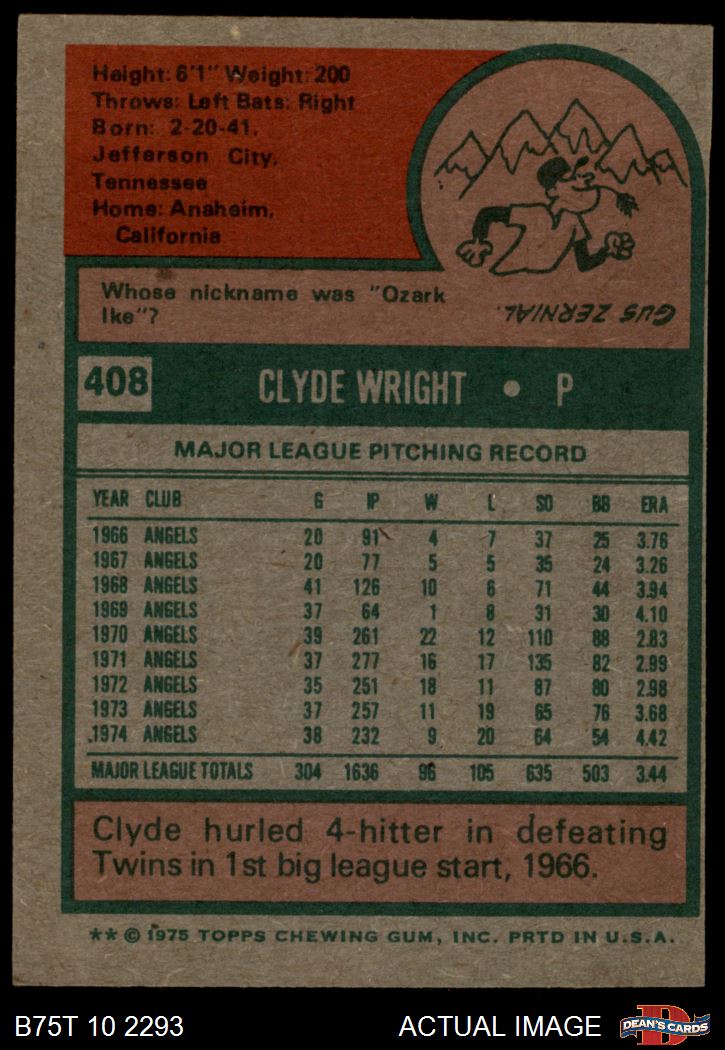 Height: 6'1" Weight: 200
Throws: Left Bats: Right
Born: 2-20-41.
Jefferson City,
Tennessee
Home: Anaheim,
California
Whose nickname was "Ozark
Ike"?
GUS ZERNIAL.
408 CLYDE WRIGHT • P
MAJOR LEAGUE PITCHING RECORD
YEAR CLUB G IP W L SO BB ERA
1966 ANGELS 20 91 4 7 37 25 3.76
1967 ANGELS 20 77 5 5 35 24 3.26
1968 ANGELS 41 126 10 6 71 44 3.94
1969 ANGELS 37 64 1 8 31 30 4.10
1970 ANGELS 39 261 22 12 110 88 2.83
1971 ANGELS 37 277 16 17 135 82 2.99
1972 ANGELS 35 251 18 11 87 80 2.98
1973 ANGELS 37 257 11 19 65 76 3.68
1974 ANGELS 38 232 9 20 64 54 4.42
MAJOR LEAGUE TOTALS 304 1636 96 105 635 503 3.44
Clyde hurled 4-hitter in defeating
Twins in 1st big league start, 1966.
** © 1975 TOPPS CHEWING GUM, INC. PRTD IN U.S.A.
B75T 10 2293 ACTUAL IMAGE D DEAN'S CARDS